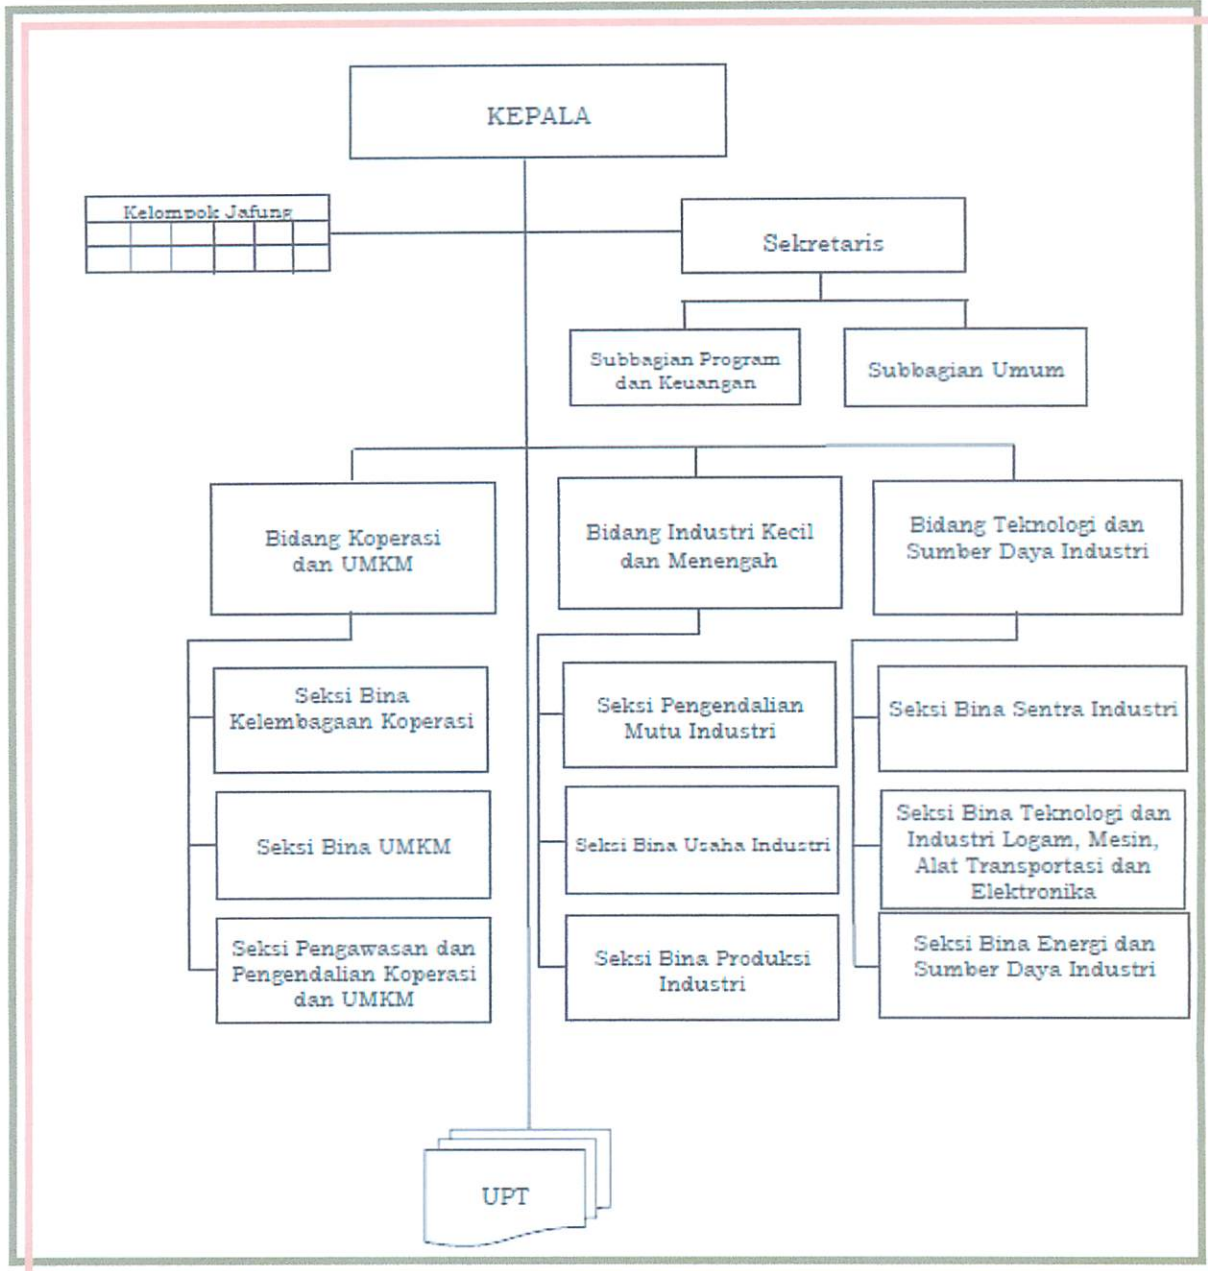 KEPALA
Kelompok Jafung
Sekretaris
Subbagian Program
dan Keuangan
Subbagian Umum
Bidang Koperasi
dan UMKM
Bidang Industri Kecil
dan Menengah
Bidang Teknologi dan
Sumber Daya Industri
Seksi Bina
Kelembagaan Koperasi
Seksi Bina UMKM
Seksi Pengawasan dan
Pengendalian Koperasi
dan UMKM
Seksi Pengendalian
Mutu Industri
Seksi Bina Usaha Industri
Seksi Bina Produksi
Industri
Seksi Bina Sentra Industri
Seksi Bina Teknologi dan
Industri Logam, Mesin,
Alat Transportasi dan
Elektronika
Seksi Bina Energi dan
Sumber Daya Industri
UPT